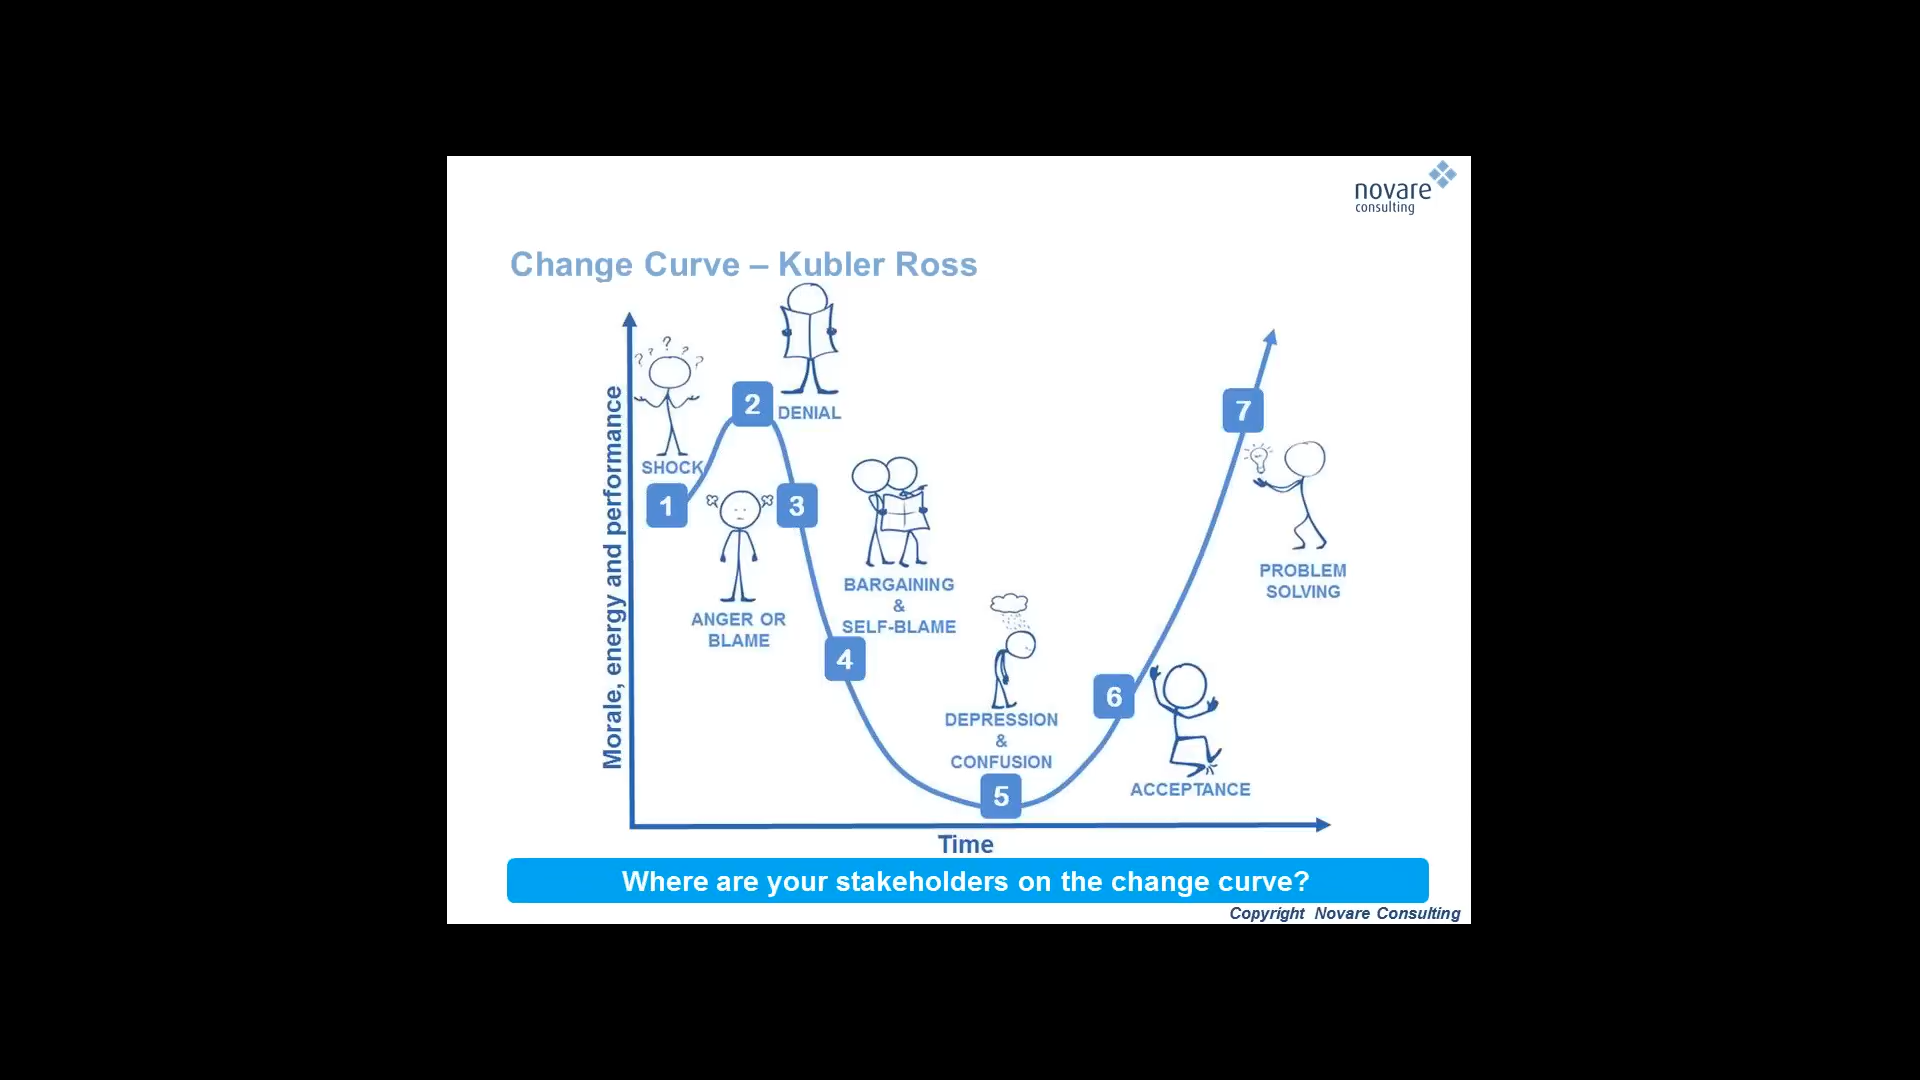 novare
consulting
Change Curve – Kubler Ross
? ? ? ? ?
SHOCK
1
2
DENIAL
3
ANGER OR
BLAME
BARGAINING
&
SELF-BLAME
4
DEPRESSION
&
CONFUSION
5
6
ACCEPTANCE
7
PROBLEM
SOLVING
Morale, energy and performance
Time
Where are your stakeholders on the change curve?
Copyright Novare Consulting